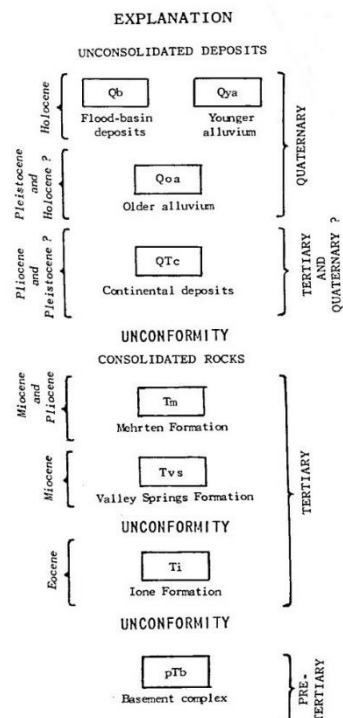 EXPLANATION
UNCONSOLIDATED DEPOSITS
Holocene
Qb
Flood-basin
deposits
Qya
Younger
alluvium
Pleistocene
and
Holocene ?
Qoa
Older alluvium
QUATERNARY
Pliocene
and
Pleistocene ?
QTc
Continental deposits
TERTIARY
AND
QUATERNARY ?
UNCONFORMITY
CONSOLIDATED ROCKS
Miocene
and
Pliocene
Tm
Mehrten Formation
Miocene
Tvs
Valley Springs Formation
TERTIARY
UNCONFORMITY
Eocene
Ti
Ione Formation
UNCONFORMITY
pTb
Basement complex
PRE-
TERTIARY